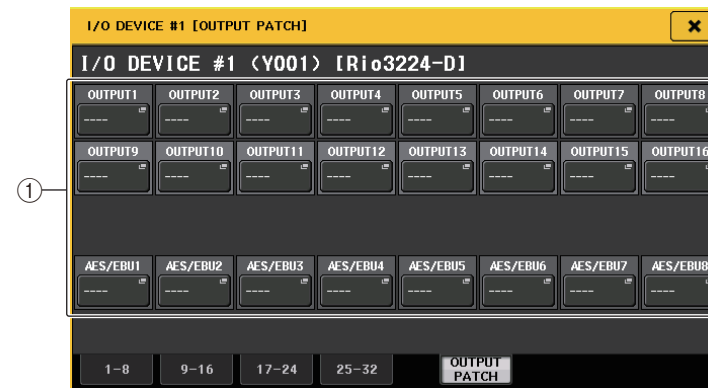 I/O DEVICE #1 [OUTPUT PATCH]
I/O DEVICE #1 (Y001) [Rio3224-D]
OUTPUT1 OUTPUT2 OUTPUT3 OUTPUT4 OUTPUT5 OUTPUT6 OUTPUT7 OUTPUT8
---- ---- ---- ---- ---- ---- ---- ----
OUTPUT9 OUTPUT10 OUTPUT11 OUTPUT12 OUTPUT13 OUTPUT14 OUTPUT15 OUTPUT16
---- ---- ---- ---- ---- ---- ---- ----
①
AES/EBU1 AES/EBU2 AES/EBU3 AES/EBU4 AES/EBU5 AES/EBU6 AES/EBU7 AES/EBU8
---- ---- ---- ---- ---- ---- ---- ----
1-8 9-16 17-24 25-32 OUTPUT
PATCH